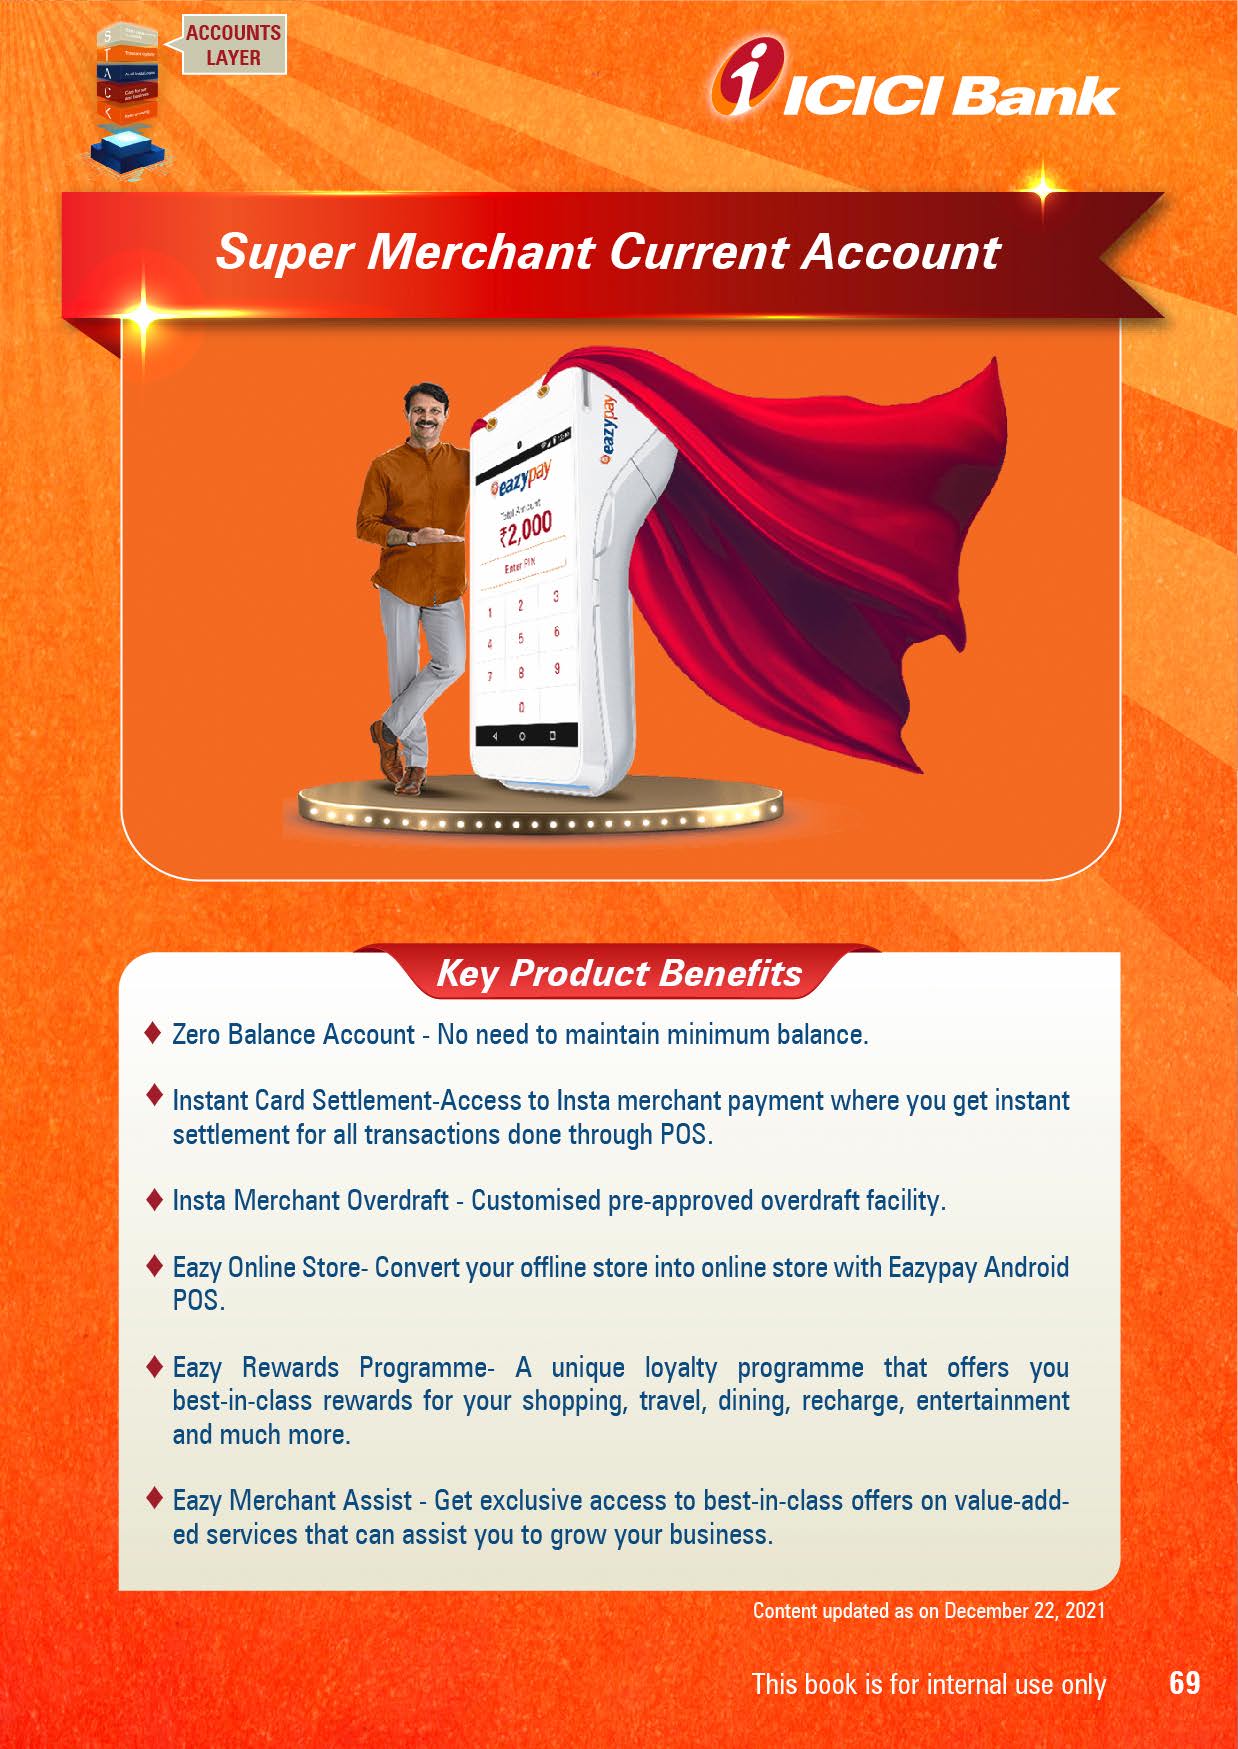 ACCOUNTS
LAYER
S
T
A
C
K
ICICI Bank
Super Merchant Current Account
eazypay
eazypay
Total Amount
₹2,000
Enter PIN
1 2 3
4 5 6
7 8 9
0
Key Product Benefits
♦ Zero Balance Account - No need to maintain minimum balance.
♦ Instant Card Settlement-Access to Insta merchant payment where you get instant
settlement for all transactions done through POS.
♦ Insta Merchant Overdraft - Customised pre-approved overdraft facility.
♦ Eazy Online Store- Convert your offline store into online store with Eazypay Android
POS.
♦ Eazy Rewards Programme- A unique loyalty programme that offers you
best-in-class rewards for your shopping, travel, dining, recharge, entertainment
and much more.
♦ Eazy Merchant Assist - Get exclusive access to best-in-class offers on value-add-
ed services that can assist you to grow your business.
Content updated as on December 22, 2021
This book is for internal use only 69